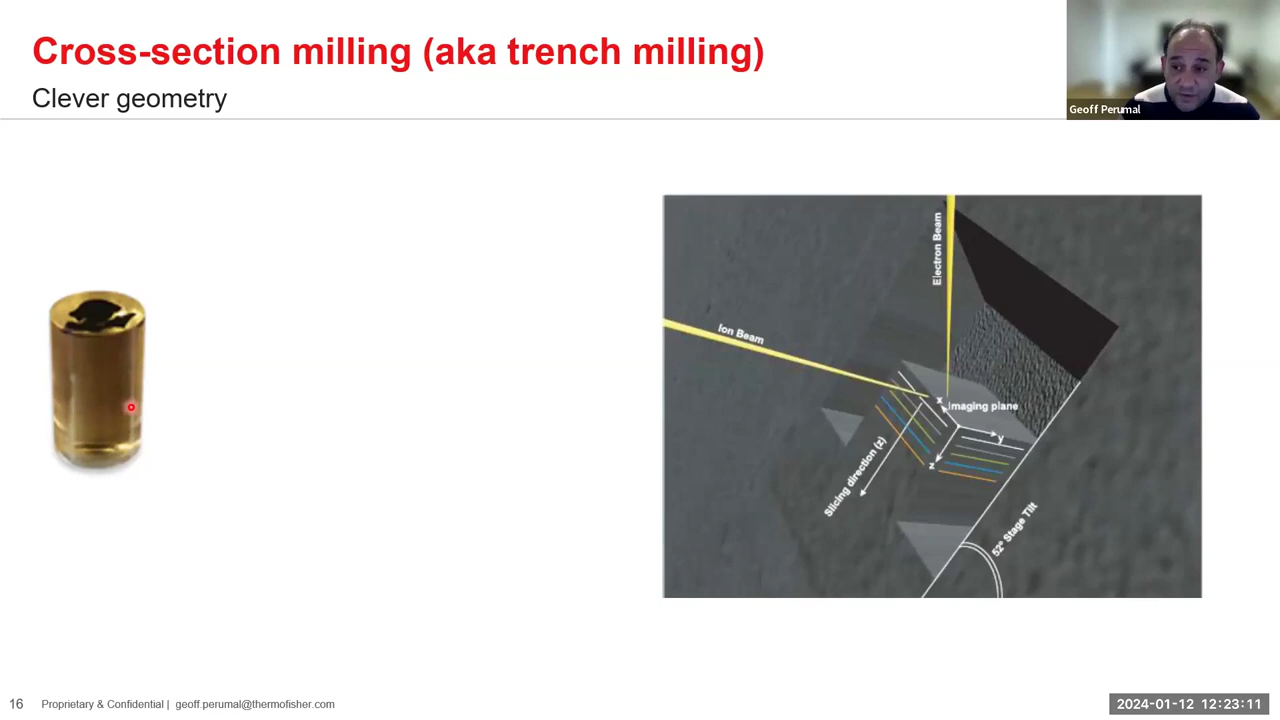 Cross-section milling (aka trench milling)
Clever geometry
Geoff Perumal
Electron Beam
Ion Beam
x
Imaging plane
y
z
Slicing direction (z)
52° Stage Tilt
16
Proprietary & Confidential | geoff.perumal@thermofisher.com
2024-01-12 12:23:11